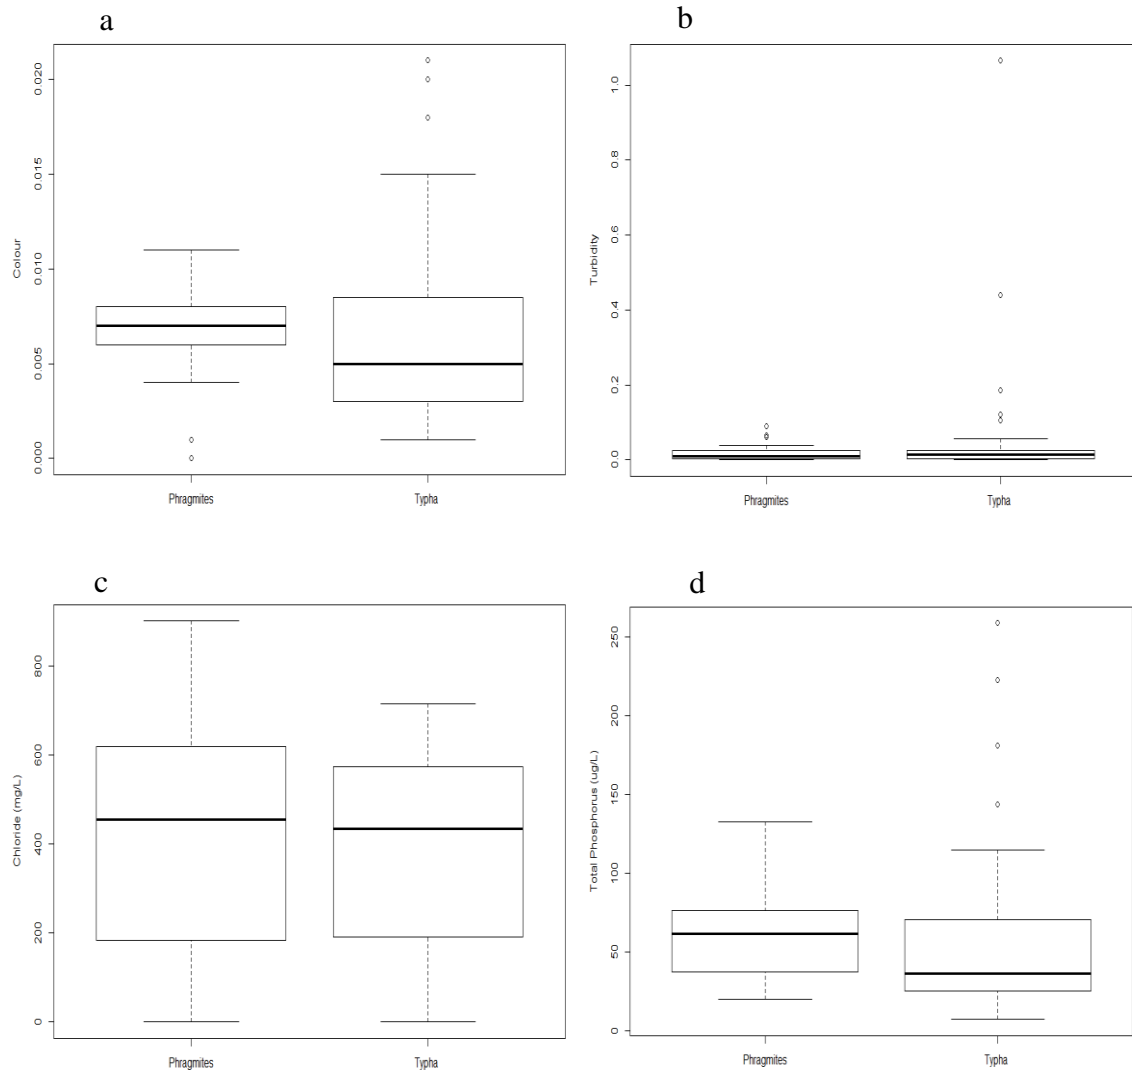 a
0.020
0.015
0.010
0.005
0.000
Colour
Phragmites
Typha
b
1.0
0.8
0.6
0.4
0.2
0.0
Turbidity
Phragmites
Typha
c
800
600
400
200
0
Chloride (mg/L)
Phragmites
Typha
d
250
200
150
100
50
0
Total Phosphorus (ug/L)
Phragmites
Typha